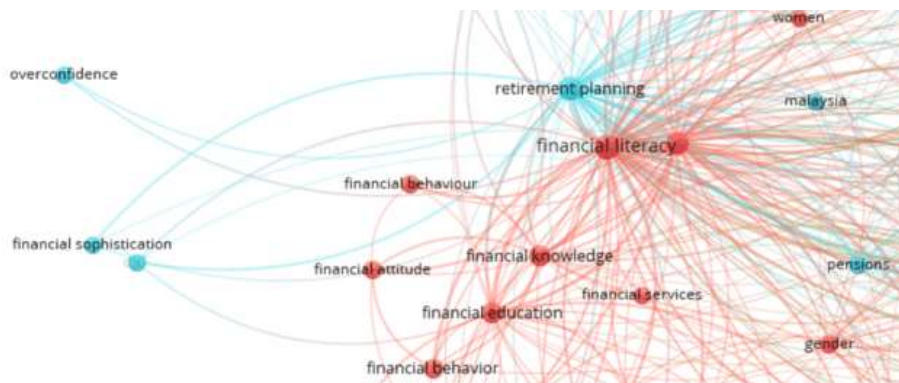 women
overconfidence
retirement planning
malaysia
financial literacy
financial behaviour
financial sophistication
financial knowledge
financial attitude
pensions
financial services
financial education
gender
financial behavior